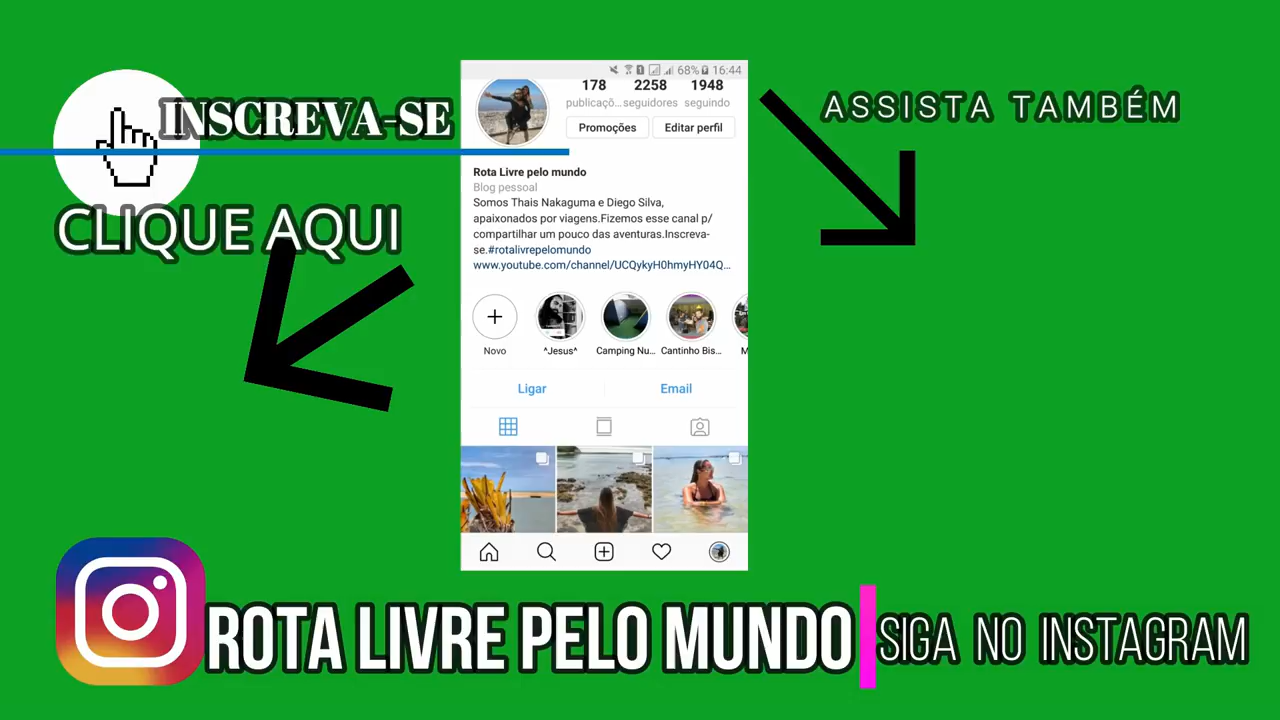 INSCREVA-SE
CLIQUE AQUI
68% 16:44
178 2258 1948
publicaçõ... seguidores seguindo
Promoções Editar perfil
Rota Livre pelo mundo
Blog pessoal
Somos Thais Nakaguma e Diego Silva,
apaixonados por viagens.Fizemos esse canal p/
compartilhar um pouco das aventuras.Inscreva-
se.#rotalivrepelomundo
www.youtube.com/channel/UCQykyH0hmyHY04Q...
Novo ^Jesus^ Camping Nu... Cantinho Bis... M
Ligar Email
ASSISTA TAMBÉM
ROTA LIVRE PELO MUNDO
SIGA NO INSTAGRAM